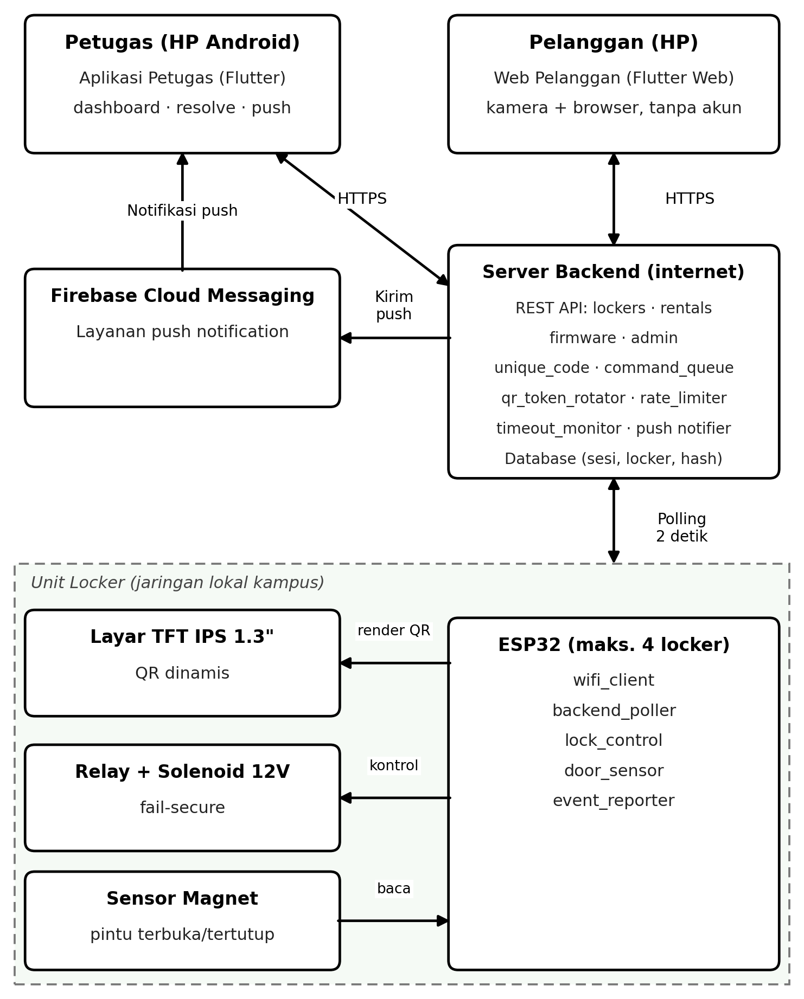 Petugas (HP Android)
Aplikasi Petugas (Flutter)
dashboard · resolve · push
Pelanggan (HP)
Web Pelanggan (Flutter Web)
kamera + browser, tanpa akun
Notifikasi push
HTTPS
HTTPS
Firebase Cloud Messaging
Layanan push notification
Kirim
push
Server Backend (internet)
REST API: lockers · rentals
firmware · admin
unique_code · command_queue
qr_token_rotator · rate_limiter
timeout_monitor · push notifier
Database (sesi, locker, hash)
Polling
2 detik
Unit Locker (jaringan lokal kampus)
Layar TFT IPS 1.3"
QR dinamis
render QR
Relay + Solenoid 12V
fail-secure
kontrol
Sensor Magnet
pintu terbuka/tertutup
baca
ESP32 (maks. 4 locker)
wifi_client
backend_poller
lock_control
door_sensor
event_reporter